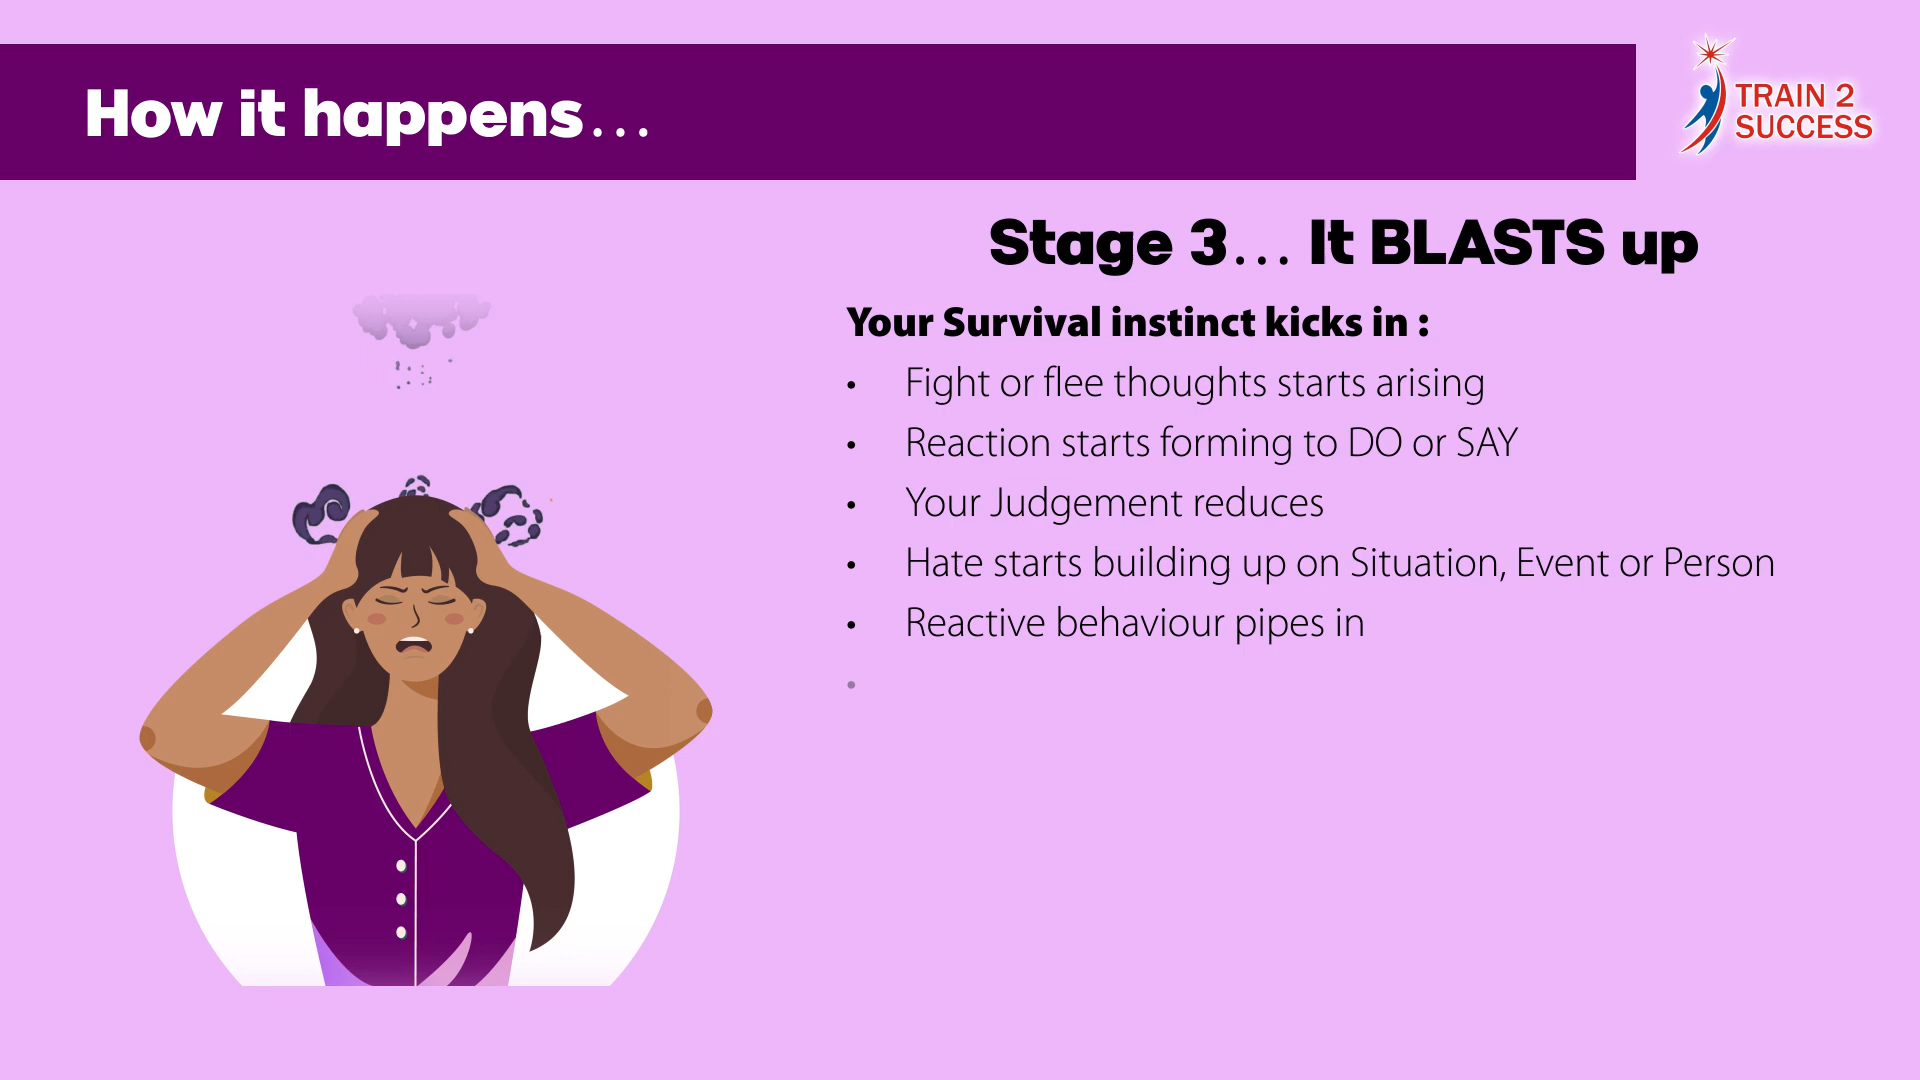 How it happens...
TRAIN 2
SUCCESS
Stage 3... It BLASTS up
Your Survival instinct kicks in :
• Fight or flee thoughts starts arising
• Reaction starts forming to DO or SAY
• Your Judgement reduces
• Hate starts building up on Situation, Event or Person
• Reactive behaviour pipes in
•